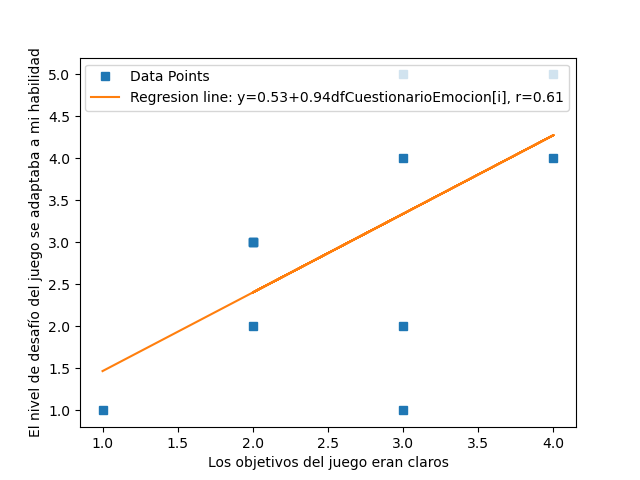 Data Points
Regresion line: y=0.53+0.94dfCuestionarioEmocion[i], r=0.61
El nivel de desafío del juego se adaptaba a mi habilidad
5.0
4.5
4.0
3.5
3.0
2.5
2.0
1.5
1.0
1.0 1.5 2.0 2.5 3.0 3.5 4.0
Los objetivos del juego eran claros